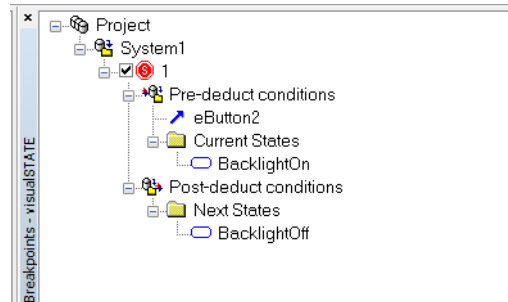 Project
System1
1
Pre-deduct conditions
eButton2
Current States
BacklightOn
Post-deduct conditions
Next States
BacklightOff
Breakpoints - visualSTATE